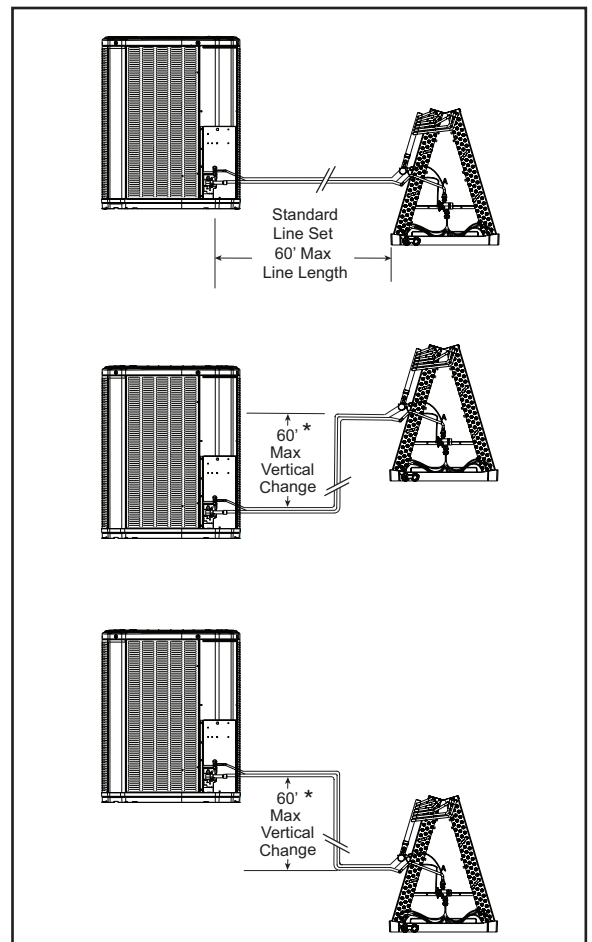 Standard
Line Set
60' Max
Line Length
60' *
Max
Vertical
Change
60' *
Max
Vertical
Change